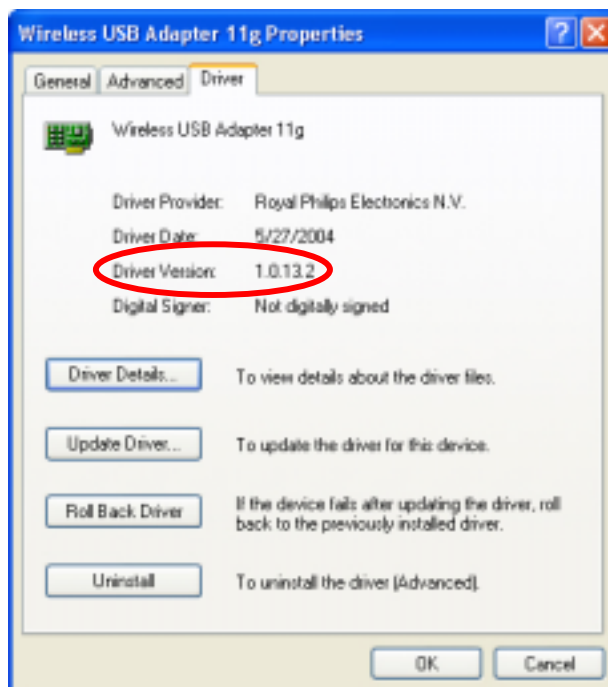 Wireless USB Adapter 11g Properties
General Advanced Driver
Wireless USB Adapter 11g
Driver Provider: Royal Philips Electronics N.V.
Driver Date: 5/27/2004
Driver Version: 1.0.13.2
Digital Signer: Not digitally signed
Driver Details... To view details about the driver files.
Update Driver... To update the driver for this device.
Roll Back Driver If the device fails after updating the driver, roll
back to the previously installed driver.
Uninstall To uninstall the driver (Advanced).
OK Cancel